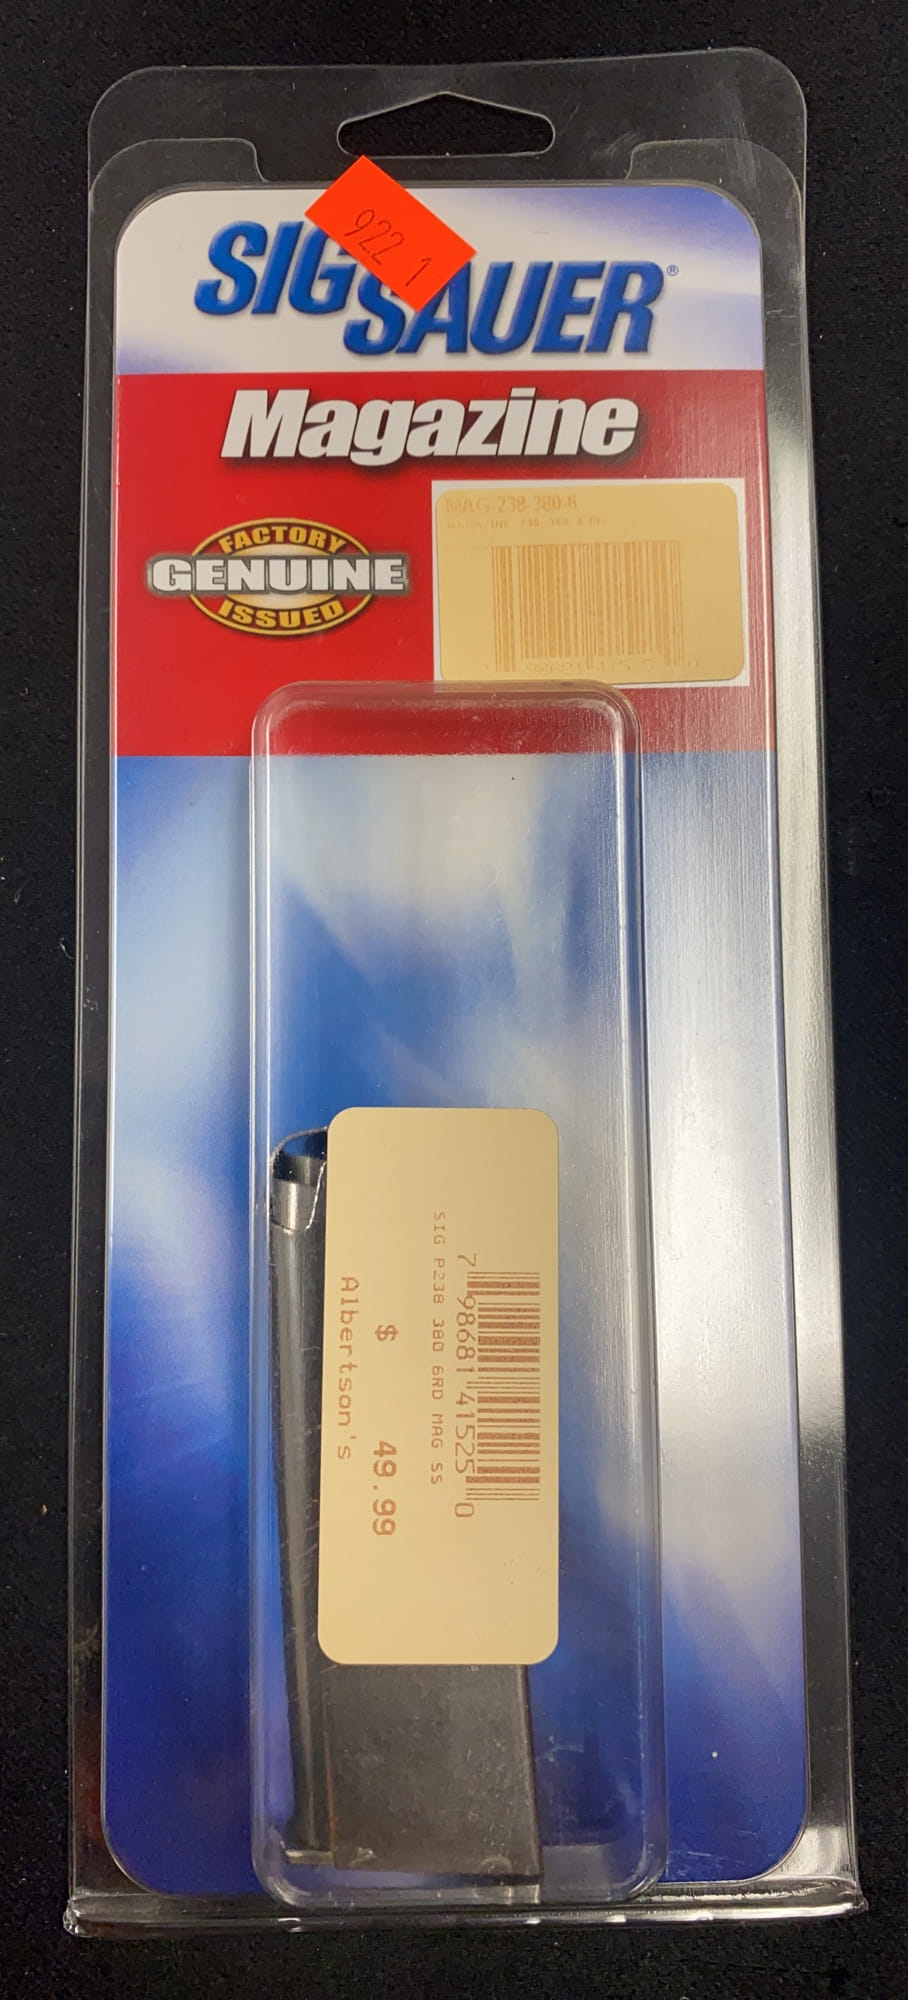 922 1
SIG SAUER®
Magazine
FACTORY
GENUINE
ISSUED
MAG-238-380-6
7 98681 41525 0
SIG P238 380 6RD MAG SS
$ 49.99
Albertson's